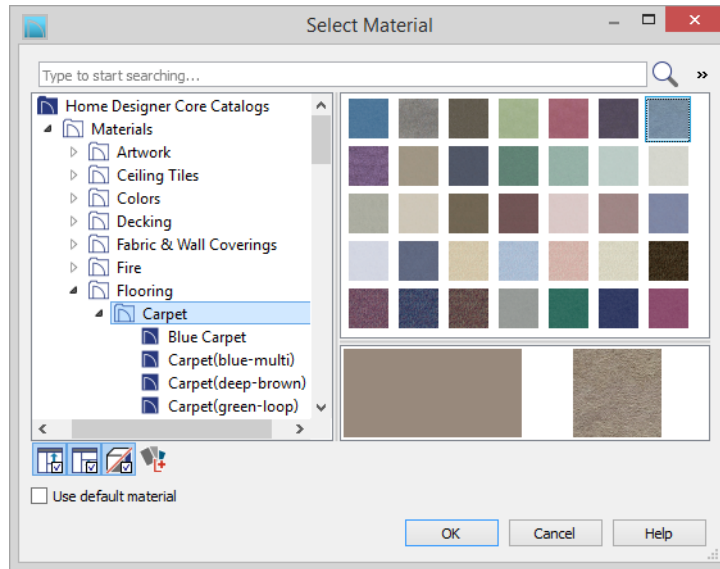 Select Material
Type to start searching...
»
Home Designer Core Catalogs
Materials
Artwork
Ceiling Tiles
Colors
Decking
Fabric & Wall Coverings
Fire
Flooring
Carpet
Blue Carpet
Carpet(blue-multi)
Carpet(deep-brown)
Carpet(green-loop)
Use default material
OK
Cancel
Help